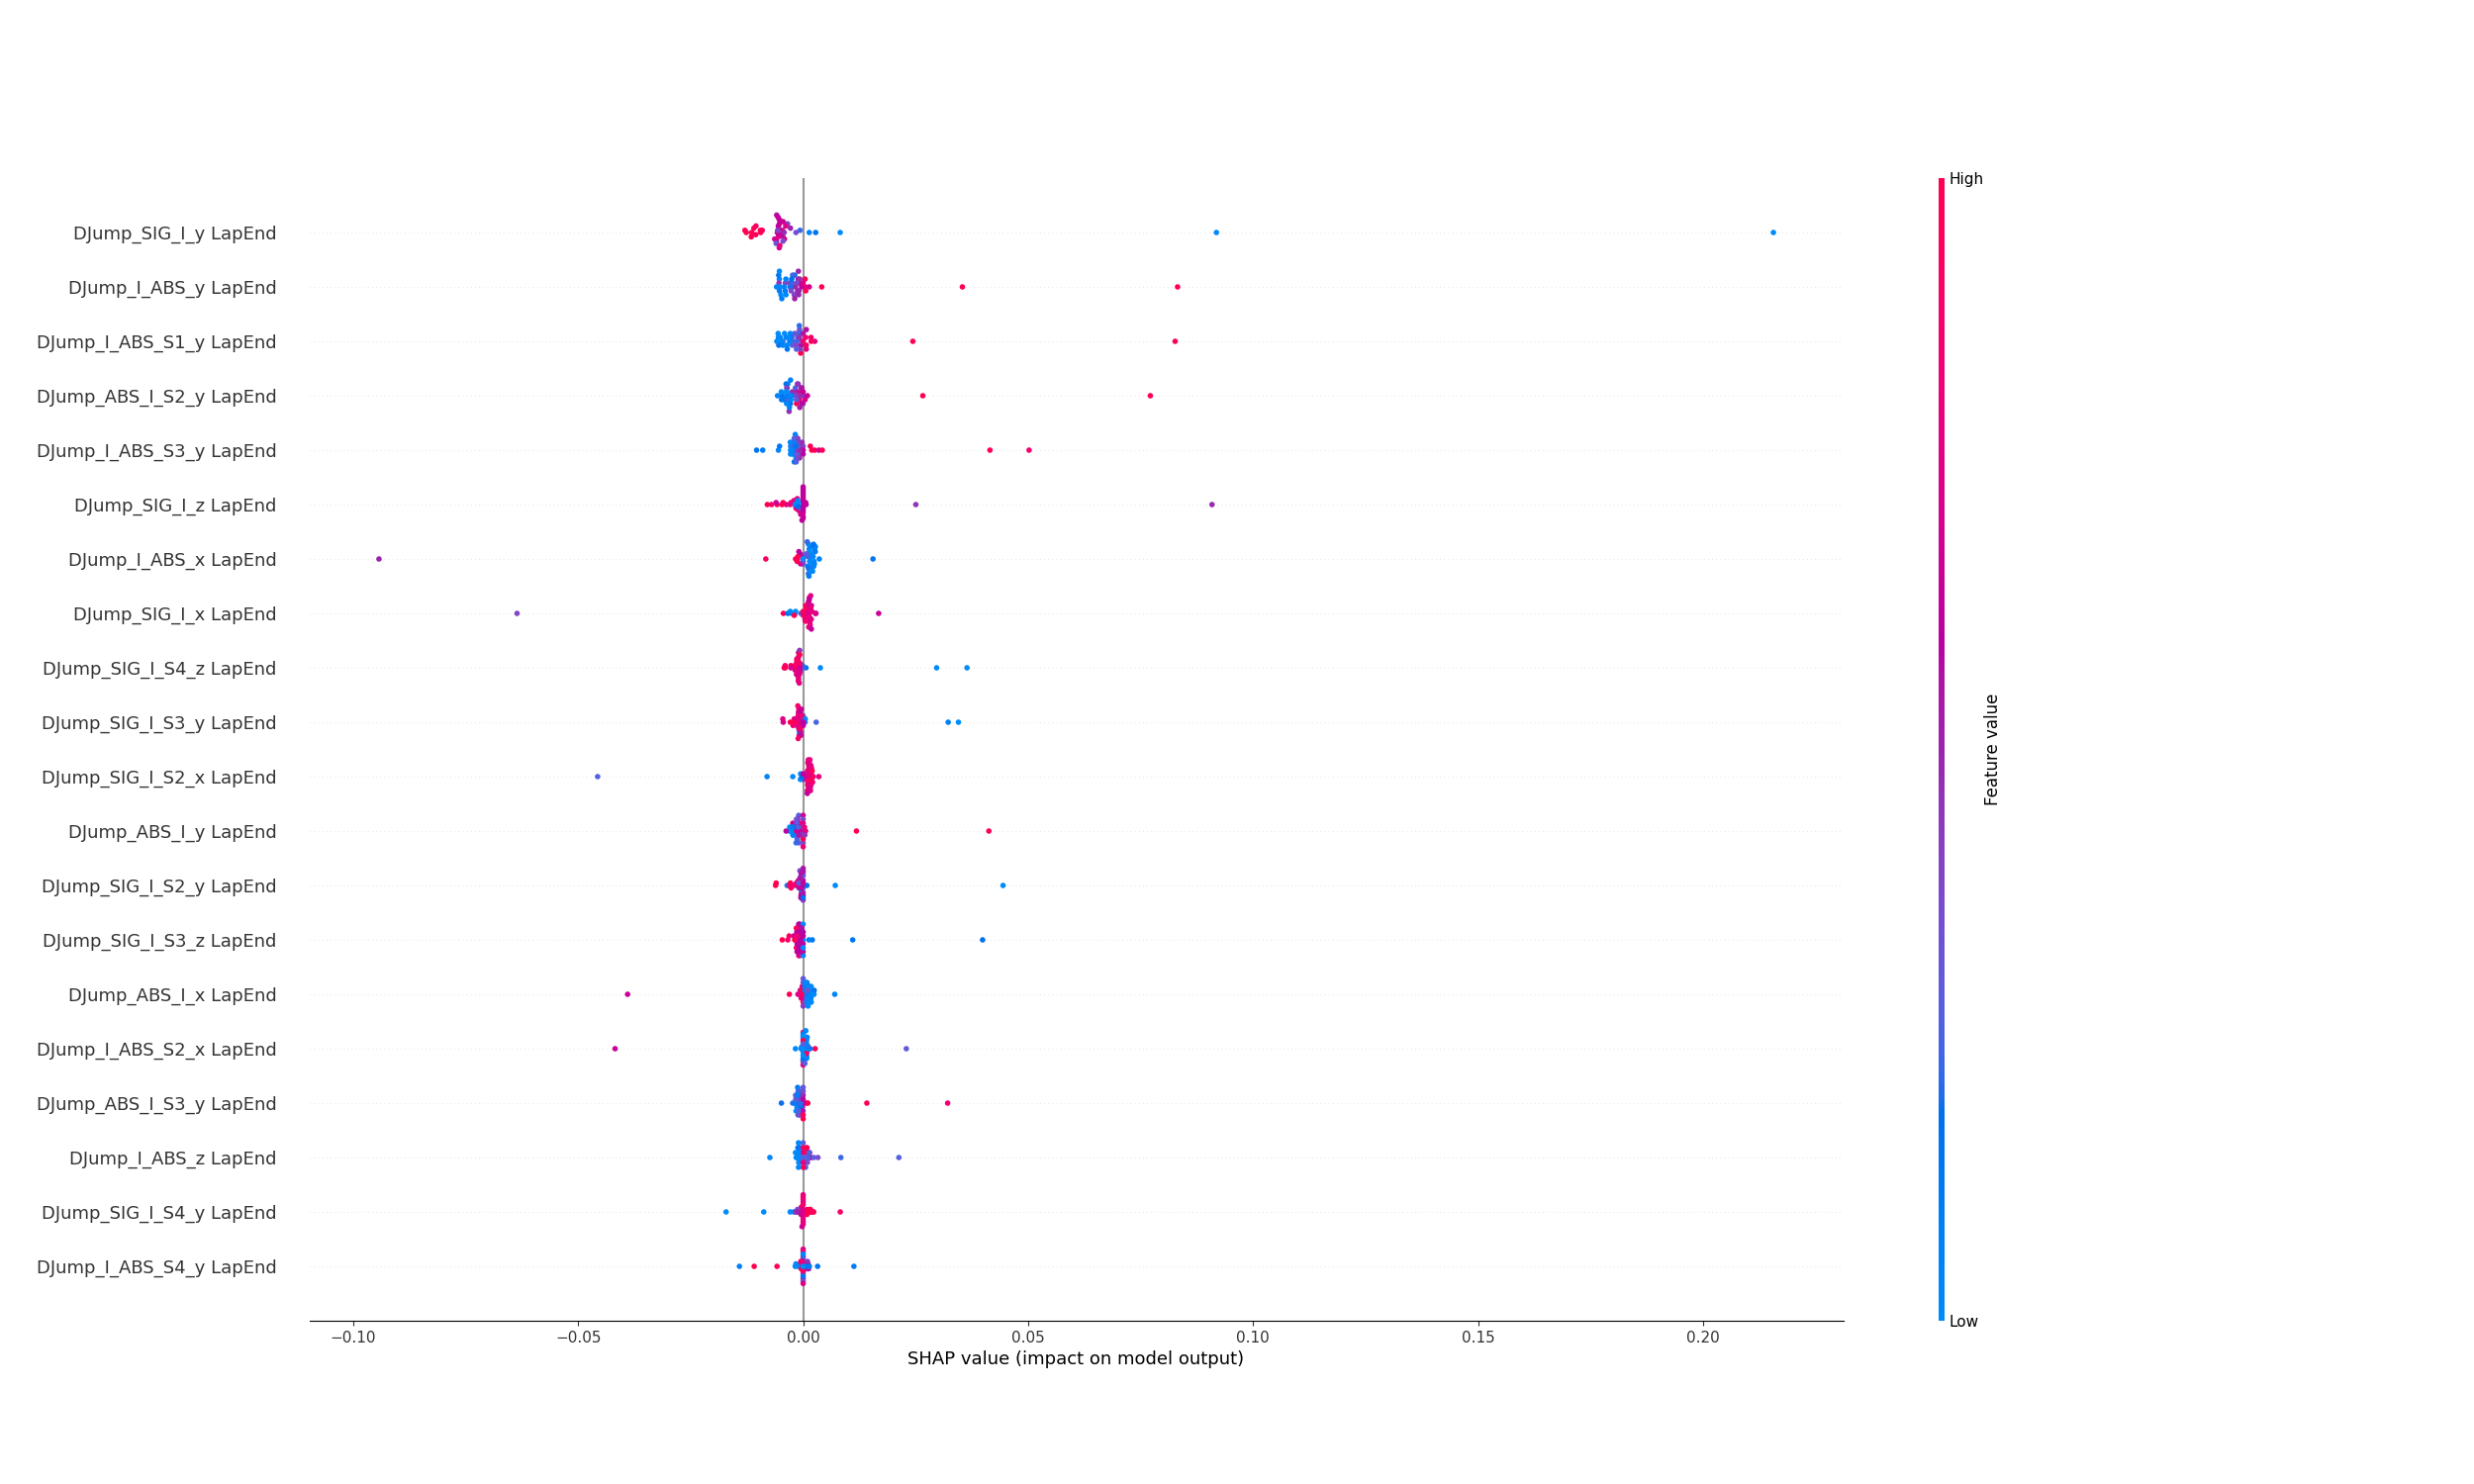 High
DJump_SIG_I_y LapEnd
DJump_I_ABS_y LapEnd
DJump_I_ABS_S1_y LapEnd
DJump_ABS_I_S2_y LapEnd
DJump_I_ABS_S3_y LapEnd
DJump_SIG_I_z LapEnd
DJump_I_ABS_x LapEnd
DJump_SIG_I_x LapEnd
DJump_SIG_I_S4_z LapEnd
DJump_SIG_I_S3_y LapEnd
DJump_SIG_I_S2_x LapEnd
DJump_ABS_I_y LapEnd
DJump_SIG_I_S2_y LapEnd
DJump_SIG_I_S3_z LapEnd
DJump_ABS_I_x LapEnd
DJump_I_ABS_S2_x LapEnd
DJump_ABS_I_S3_y LapEnd
DJump_I_ABS_z LapEnd
DJump_SIG_I_S4_y LapEnd
DJump_I_ABS_S4_y LapEnd
Feature value
Low
−0.10 −0.05 0.00 0.05 0.10 0.15 0.20
SHAP value (impact on model output)